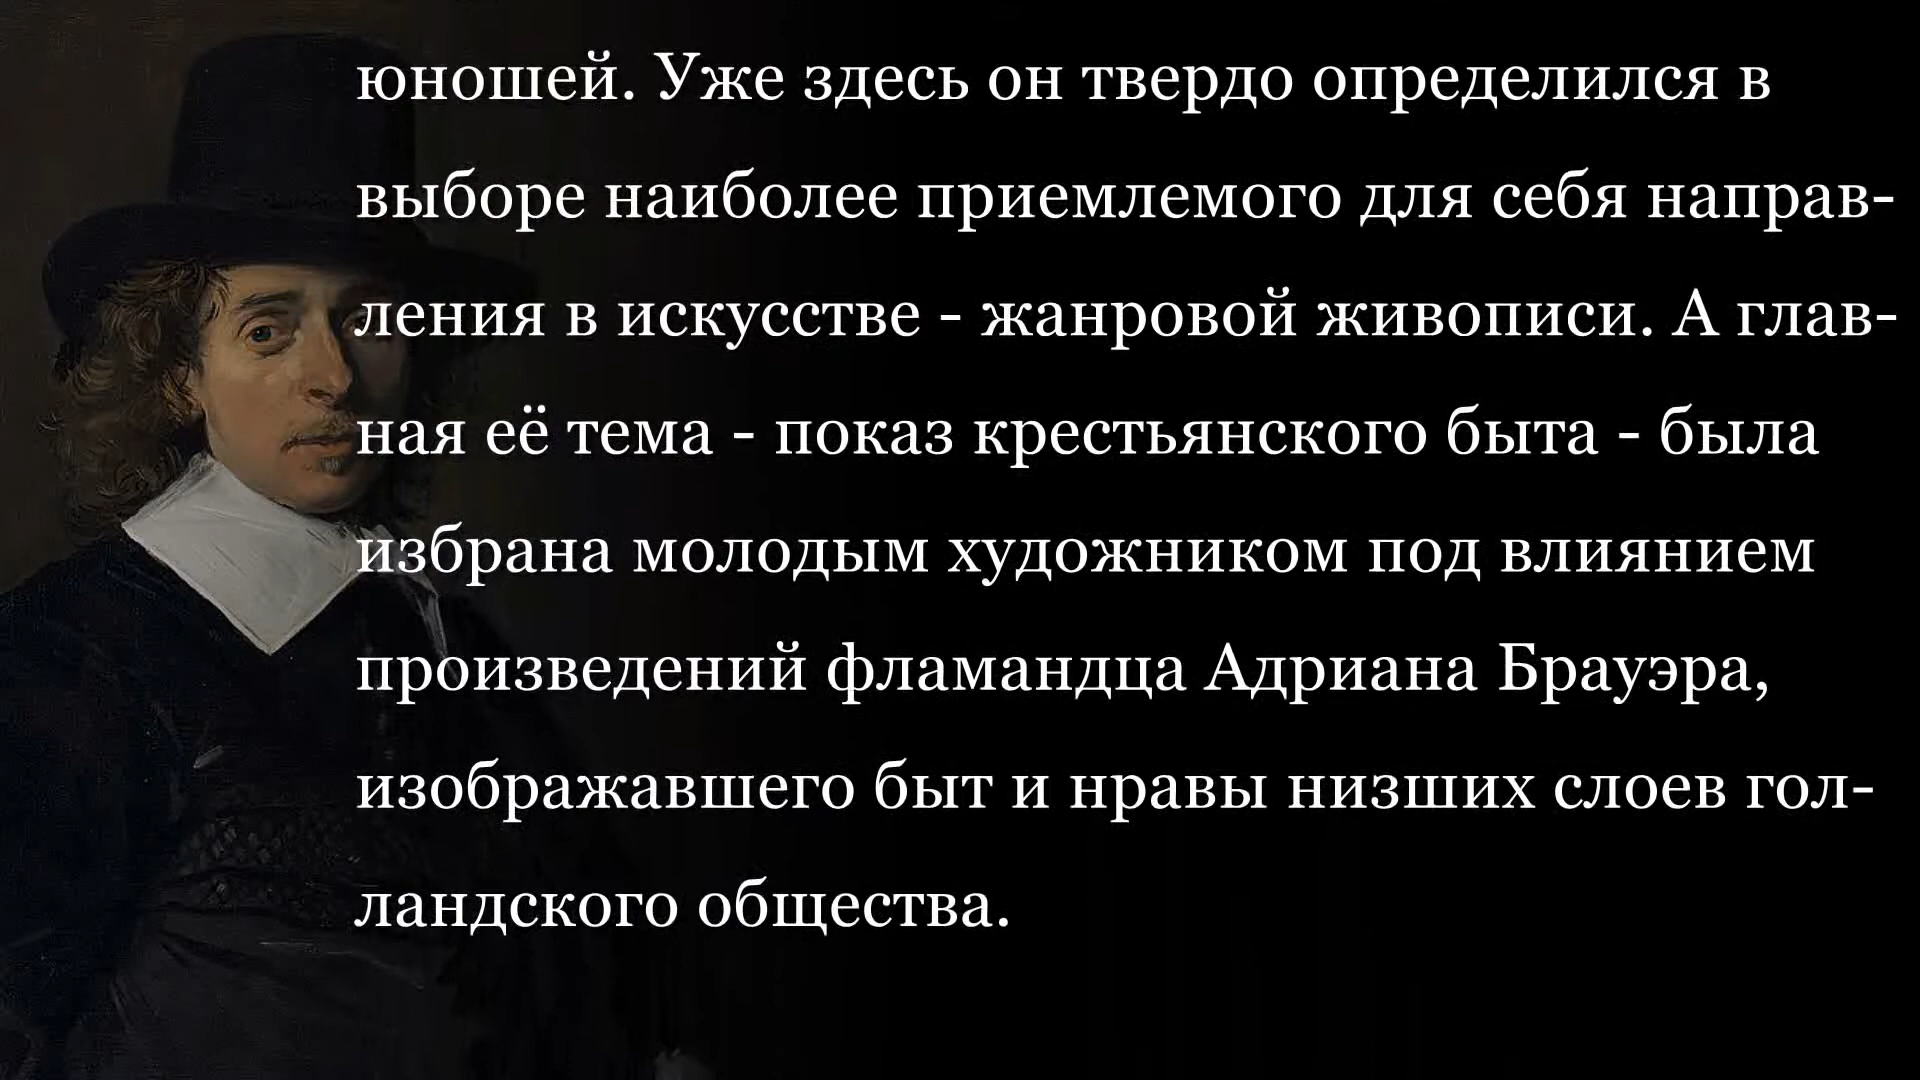 юношей. Уже здесь он твердо определился в
выборе наиболее приемлемого для себя направ-
ления в искусстве - жанровой живописи. А глав-
ная её тема - показ крестьянского быта - была
избрана молодым художником под влиянием
произведений фламандца Адриана Брауэра,
изображавшего быт и нравы низших слоев гол-
ландского общества.